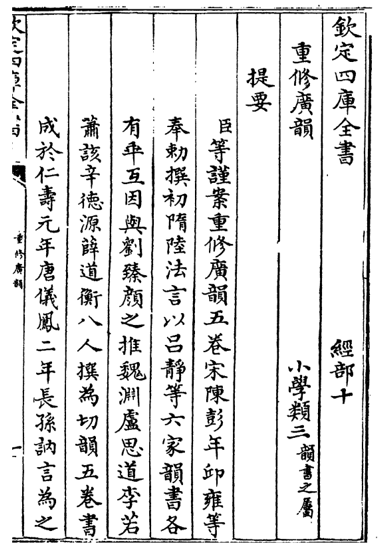 欽定四庫全書 經部十
重修廣韻 小學類三 韻書之屬
提要
臣等謹案重修廣韻五卷宋陳彭年邱雍等
奉勅撰初隋陸法言以呂靜等六家韻書各
有乖互因與劉臻顔之推魏淵盧思道李若
蕭該辛德源薛道衡八人撰為切韻五卷書
成於仁壽元年唐儀鳳二年長孫訥言為之
欽定四庫全書
重修廣韻
一